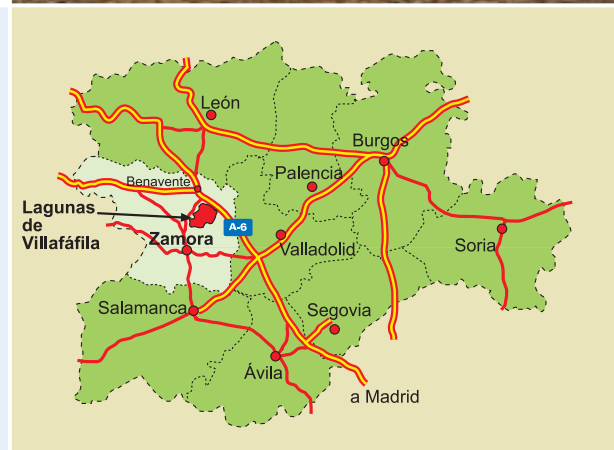 León
Burgos
Palencia
Benavente
Lagunas
de
Villafáfila
A-6
Zamora
Valladolid
Soria
Salamanca
Segovia
Ávila
a Madrid